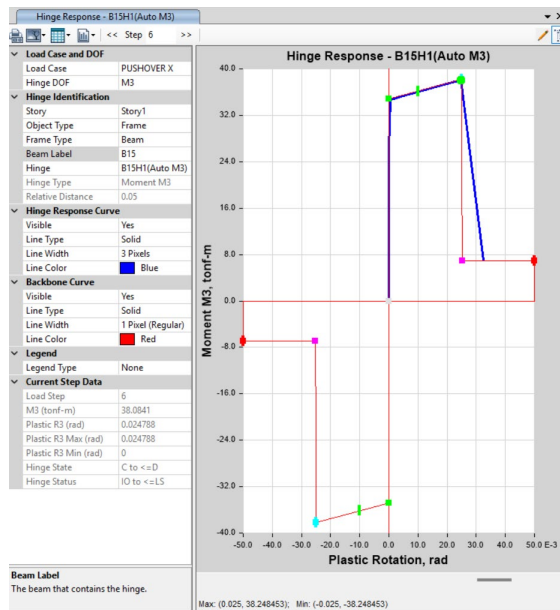 Hinge Response - B15H1(Auto M3)
<< Step 6 >>
Load Case and DOF
Load Case PUSHOVER X
Hinge DOF M3
Hinge Identification
Story Story1
Object Type Frame
Frame Type Beam
Beam Label B15
Hinge B15H1(Auto M3)
Hinge Type Moment M3
Relative Distance 0.05
Hinge Response Curve
Visible Yes
Line Type Solid
Line Width 3 Pixels
Line Color Blue
Backbone Curve
Visible Yes
Line Type Solid
Line Width 1 Pixel (Regular)
Line Color Red
Legend
Legend Type None
Current Step Data
Load Step 6
M3 (tonf-m) 38.0841
Plastic R3 (rad) 0.024788
Plastic R3 Max (rad) 0.024788
Plastic R3 Min (rad) 0
Hinge State C to <=D
Hinge Status IO to <=LS
Beam Label
The beam that contains the hinge.
Hinge Response - B15H1(Auto M3)
Moment M3, tonf-m
40.0
32.0
24.0
16.0
8.0
0.0
-8.0
-16.0
-24.0
-32.0
-40.0
-50.0 -40.0 -30.0 -20.0 -10.0 0.0 10.0 20.0 30.0 40.0 50.0 E-3
Plastic Rotation, rad
Max: (0.025, 38.248453); Min: (-0.025, -38.248453)